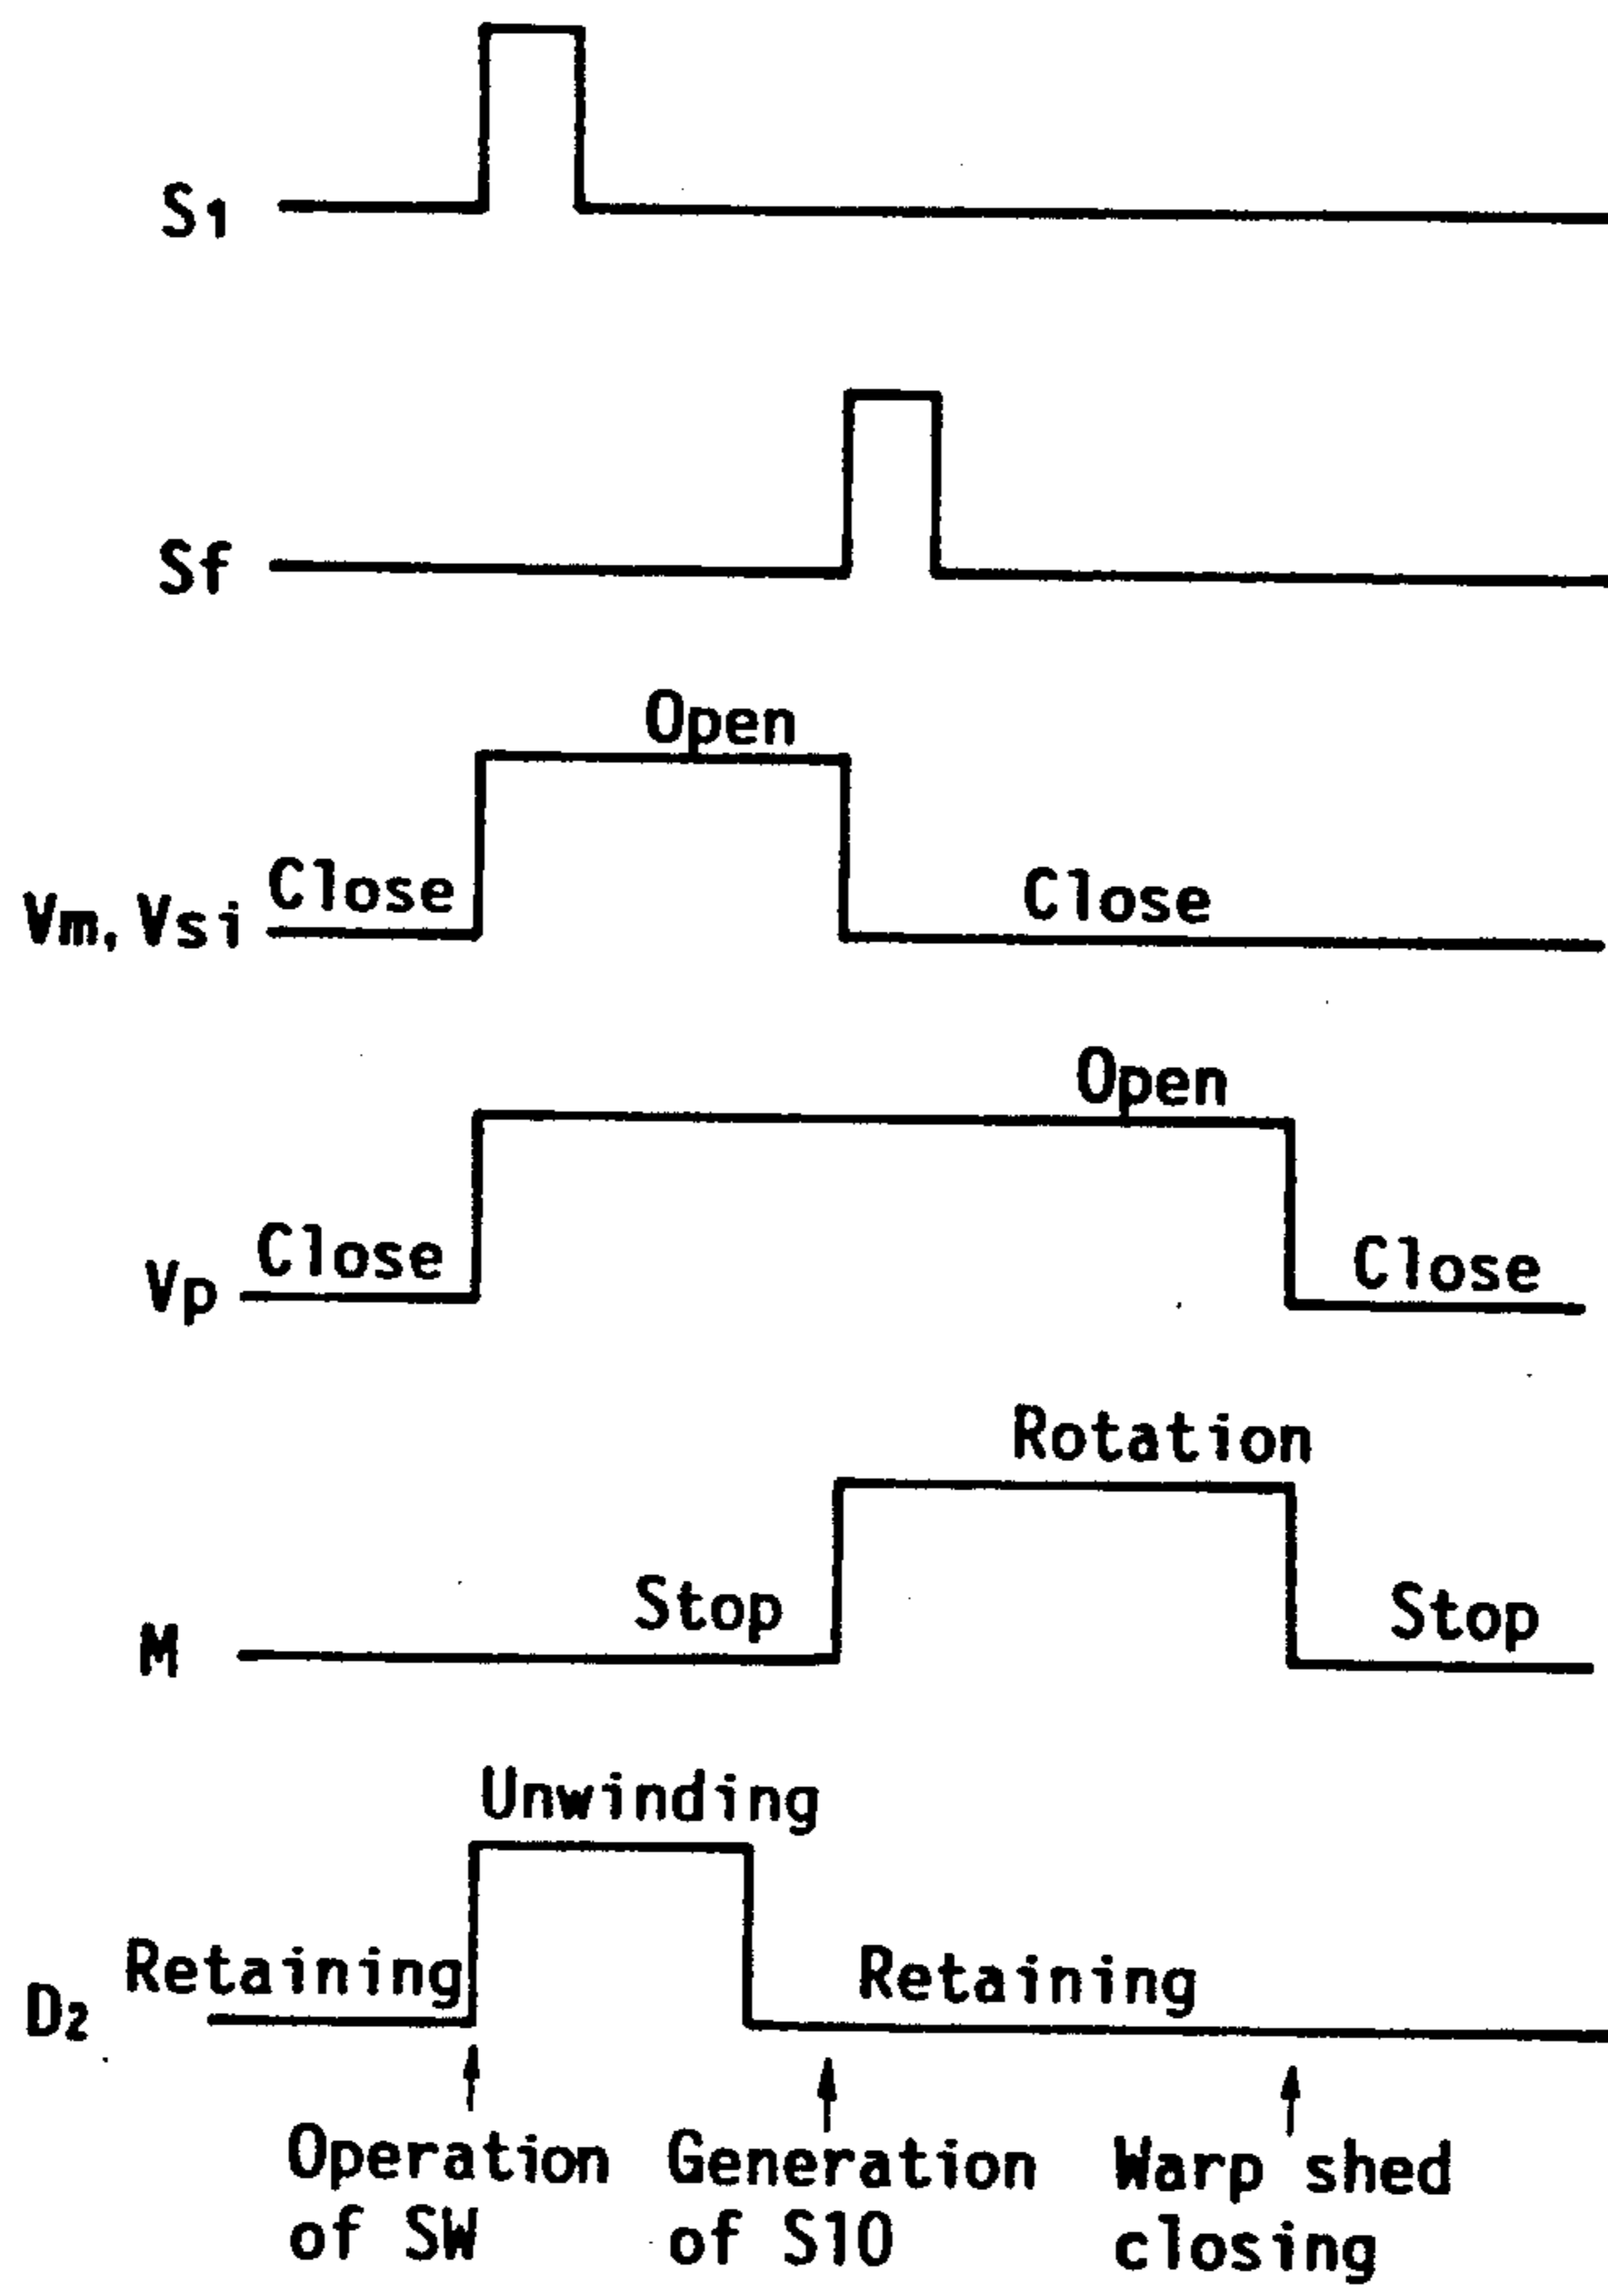 S1
Sf
Open
Close
Vm, Vsi
Close
Open
Close
Vp
Close
Rotation
Stop
M
Stop
Unwinding
Retaining
D2
Retaining
Operation
of SW
Generation
of S10
Warp shed
closing